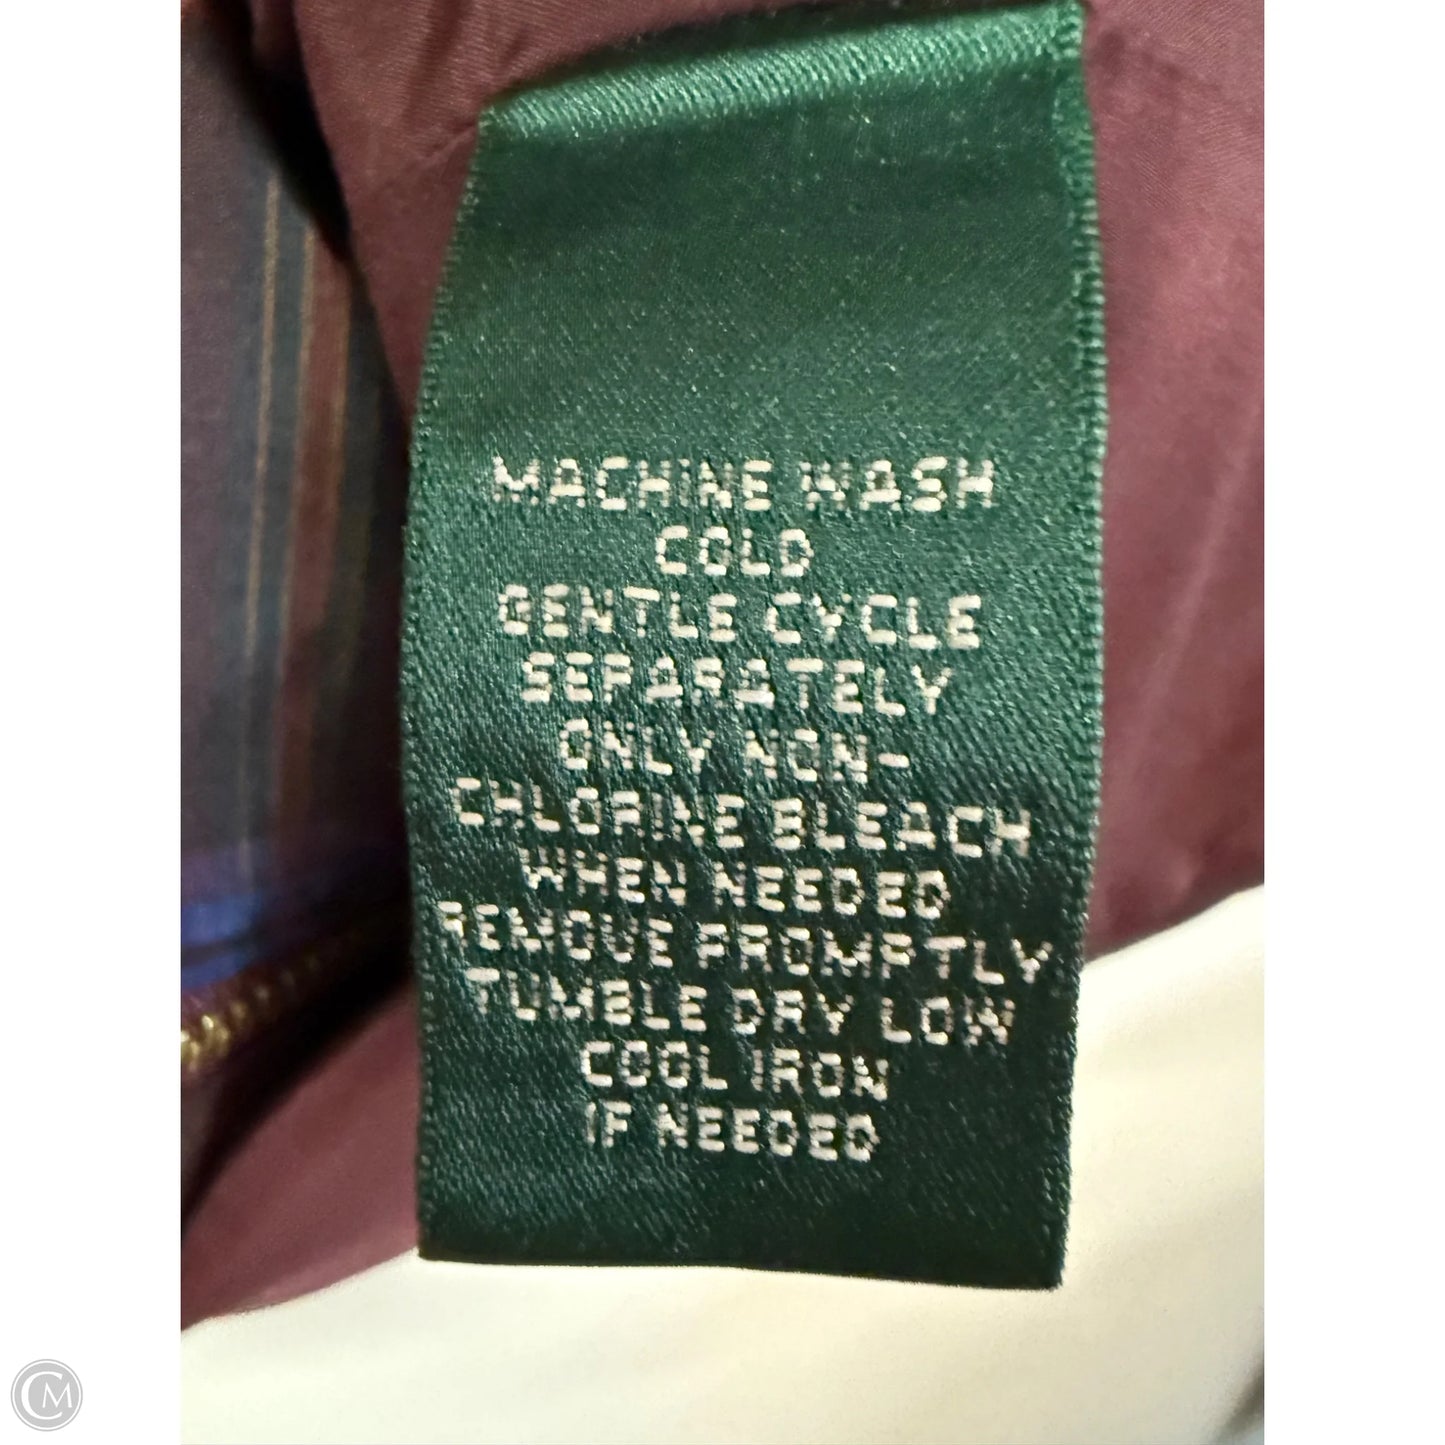 MACHINE WASH
COLD
GENTLE CYCLE
SEPARATELY
ONLY NON-
CHLORINE BLEACH
WHEN NEEDED
REMOVE PROMPTLY
TUMBLE DRY LOW
COOL IRON
IF NEEDED
CM